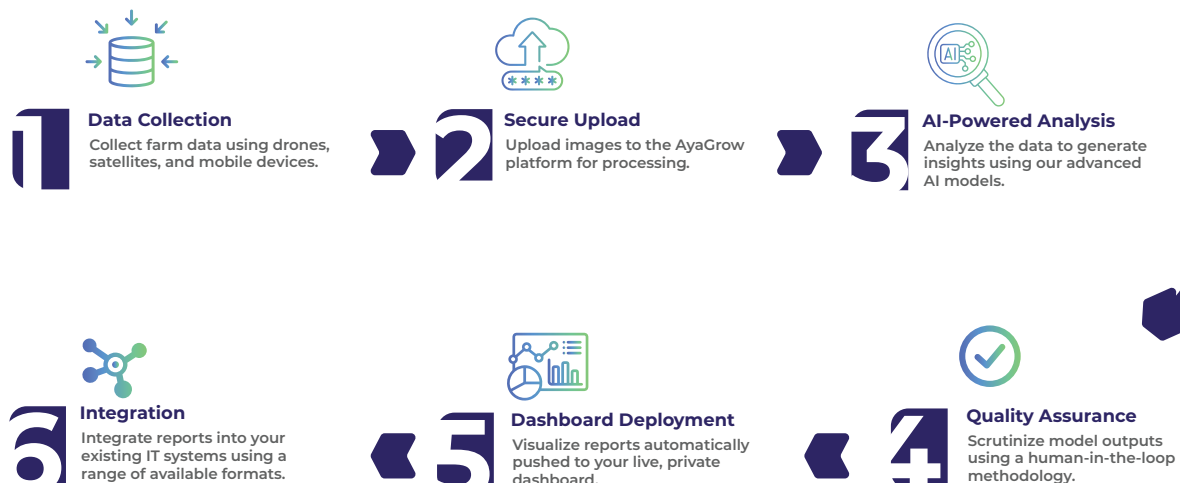 1
Data Collection
Collect farm data using drones,
satellites, and mobile devices.
****
2
Secure Upload
Upload images to the AyaGrow
platform for processing.
AI
3
AI-Powered Analysis
Analyze the data to generate
insights using our advanced
AI models.
4
Quality Assurance
Scrutinize model outputs
using a human-in-the-loop
methodology.
5
Dashboard Deployment
Visualize reports automatically
pushed to your live, private
dashboard.
6
Integration
Integrate reports into your
existing IT systems using a
range of available formats.